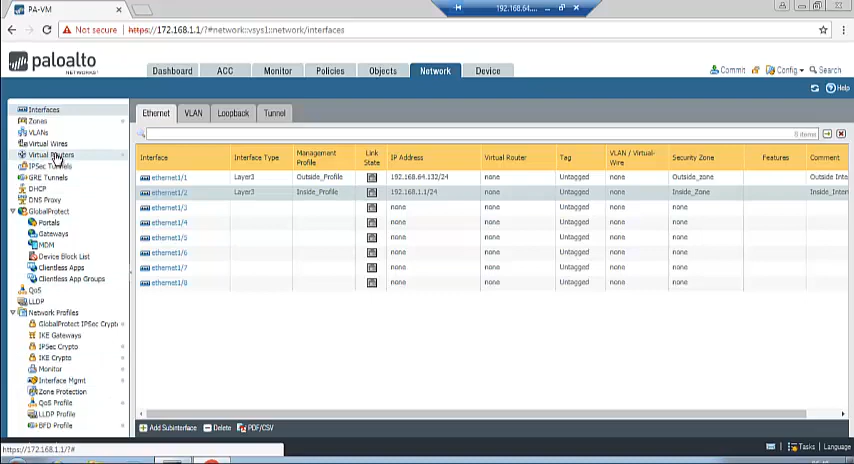 PA-VM
192.168.64....
Not secure https://172.168.1.1/?#network::vsys1::network/interfaces
paloalto
NETWORKS
Dashboard ACC Monitor Policies Objects Network Device
Commit Config Search
Help
Interfaces
Zones
VLANs
Virtual Wires
Virtual Routers
IPSec Tunnels
GRE Tunnels
DHCP
DNS Proxy
GlobalProtect
Portals
Gateways
MDM
Device Block List
Clientless Apps
Clientless App Groups
QoS
LLDP
Network Profiles
GlobalProtect IPSec Crypto
IKE Gateways
IPSec Crypto
IKE Crypto
Monitor
Interface Mgmt
Zone Protection
QoS Profile
LLDP Profile
BFD Profile
Ethernet VLAN Loopback Tunnel
8 items
Interface Interface Type Management Profile Link State IP Address Virtual Router Tag VLAN / Virtual-Wire Security Zone Features Comment
ethernet1/1 Layer3 Outside_Profile 192.168.64.132/24 none Untagged none Outside_zone Outside Inte
ethernet1/2 Layer3 Inside_Profile 192.168.1.1/24 none Untagged none Inside_Zone Inside_Inter
ethernet1/3 none none Untagged none none
ethernet1/4 none none Untagged none none
ethernet1/5 none none Untagged none none
ethernet1/6 none none Untagged none none
ethernet1/7 none none Untagged none none
ethernet1/8 none none Untagged none none
Add Subinterface Delete PDF/CSV
https://172.168.1.1/?#
Tasks Language